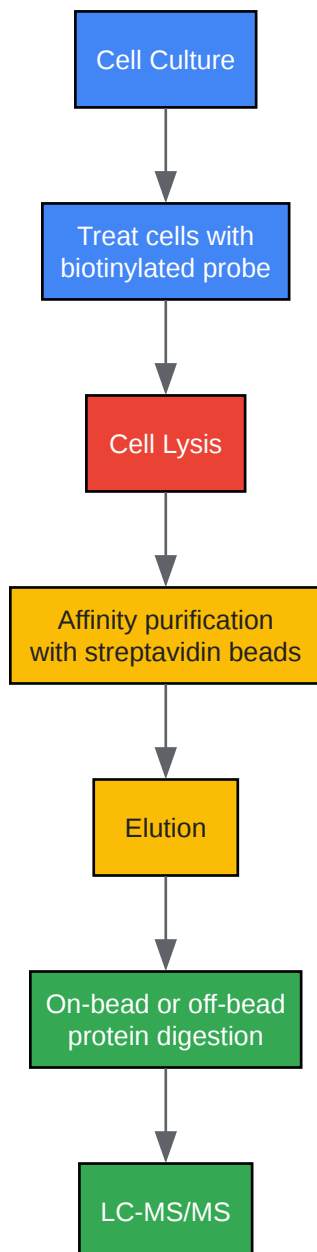 Cell Culture
Treat cells with
biotinylated probe
Cell Lysis
Affinity purification
with streptavidin beads
Elution
On-bead or off-bead
protein digestion
LC-MS/MS